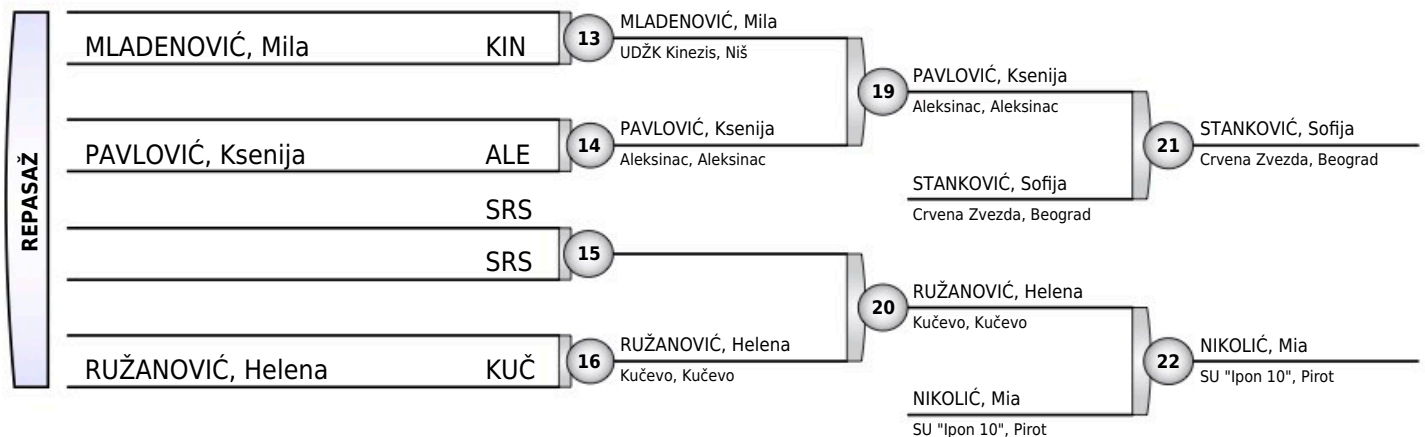 REPASAŽ
MLADENOVIĆ, Mila KIN
13
MLADENOVIĆ, Mila
UDŽK Kinezis, Niš
PAVLOVIĆ, Ksenija ALE
14
PAVLOVIĆ, Ksenija
Aleksinac, Aleksinac
SRS
SRS
15
RUŽANOVIĆ, Helena KUČ
16
RUŽANOVIĆ, Helena
Kučevo, Kučevo
19
PAVLOVIĆ, Ksenija
Aleksinac, Aleksinac
STANKOVIĆ, Sofija
Crvena Zvezda, Beograd
20
RUŽANOVIĆ, Helena
Kučevo, Kučevo
NIKOLIĆ, Mia
SU "Ipon 10", Pirot
21
STANKOVIĆ, Sofija
Crvena Zvezda, Beograd
22
NIKOLIĆ, Mia
SU "Ipon 10", Pirot